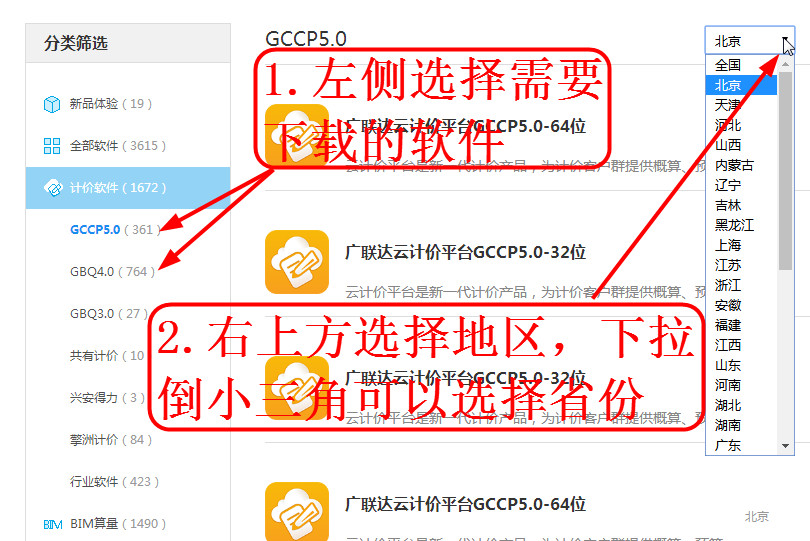 分类筛选
新品体验 ( 19 )
全部软件 ( 3615 )
计价软件 ( 1672 )
GCCP5.0 ( 361 )
GBQ4.0 ( 764 )
GBQ3.0 ( 27 )
共有计价 ( 10
兴安得力 ( 3 )
擎洲计价 ( 84 )
行业软件 ( 423 )
BIM BIM算量 ( 1490 )
GCCP5.0
北京
1.左侧选择需要
下载的软件
广联达云计价平台GCCP5.0-64位
云计价平台是新一代计价产品，为计价客户群提供概算、预
广联达云计价平台GCCP5.0-32位
云计价平台是新一代计价产品，为计价客户群提供概算、预
2.右上方选择地区，下拉
倒小三角可以选择省份
广联达云计价平台GCCP5.0-32位
云计价平台是新一代计价产品，为计价客户群提供概算、预
广联达云计价平台GCCP5.0-64位
云计价平台是新一代计价产品，为计价客户群提供概算、预算
北京
全国
北京
天津
河北
山西
内蒙古
辽宁
吉林
黑龙江
上海
江苏
浙江
安徽
福建
江西
山东
河南
湖北
湖南
广东